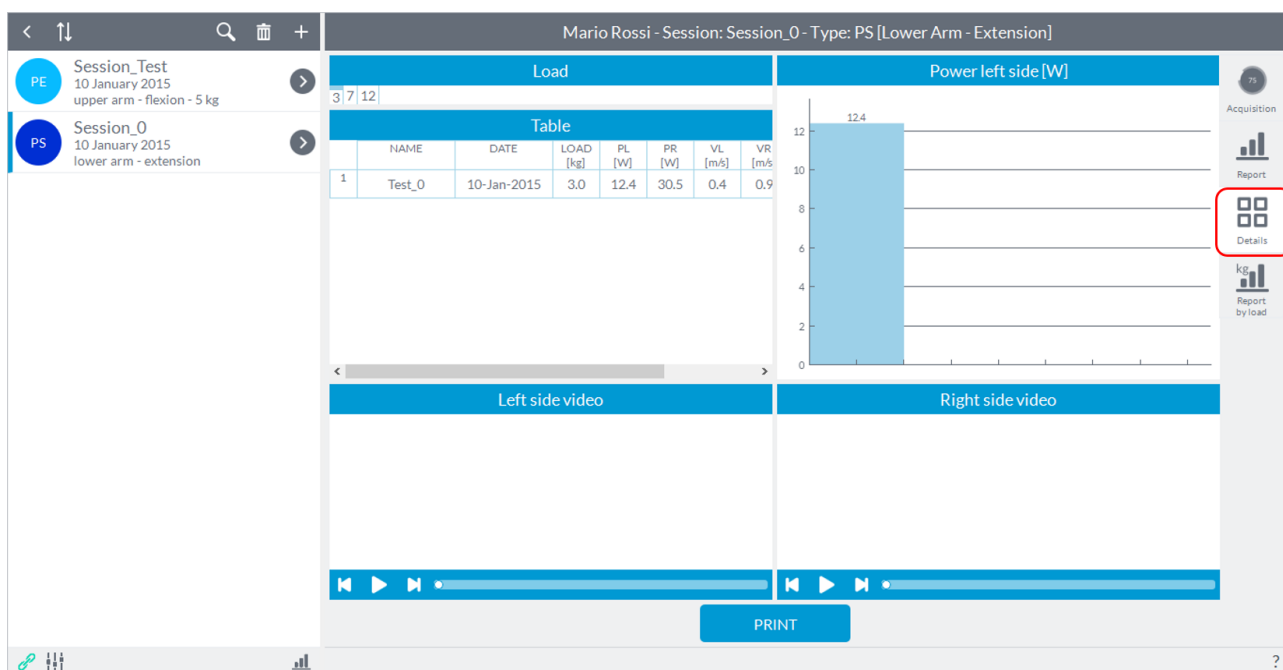 Mario Rossi - Session: Session_0 - Type: PS [Lower Arm - Extension]
PE
Session_Test
10 January 2015
upper arm - flexion - 5 kg
PS
Session_0
10 January 2015
lower arm - extension
Load
3 7 12
Table
NAME DATE LOAD [kg] PL [W] PR [W] VL [m/s] VR [m/s
1 Test_0 10-Jan-2015 3.0 12.4 30.5 0.4 0.9
Power left side [W]
12.4
12
10
8
6
4
2
0
Left side video
Right side video
PRINT
75
Acquisition
Report
Details
kg
Report
by load
?